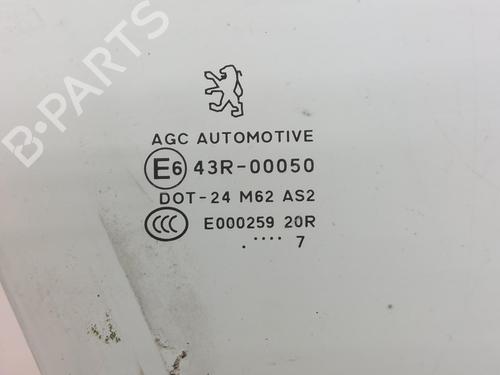 B-PARTS
AGC AUTOMOTIVE
E6 43R-00050
DOT-24 M62 AS2
CCC E000259 20R
. .... 7